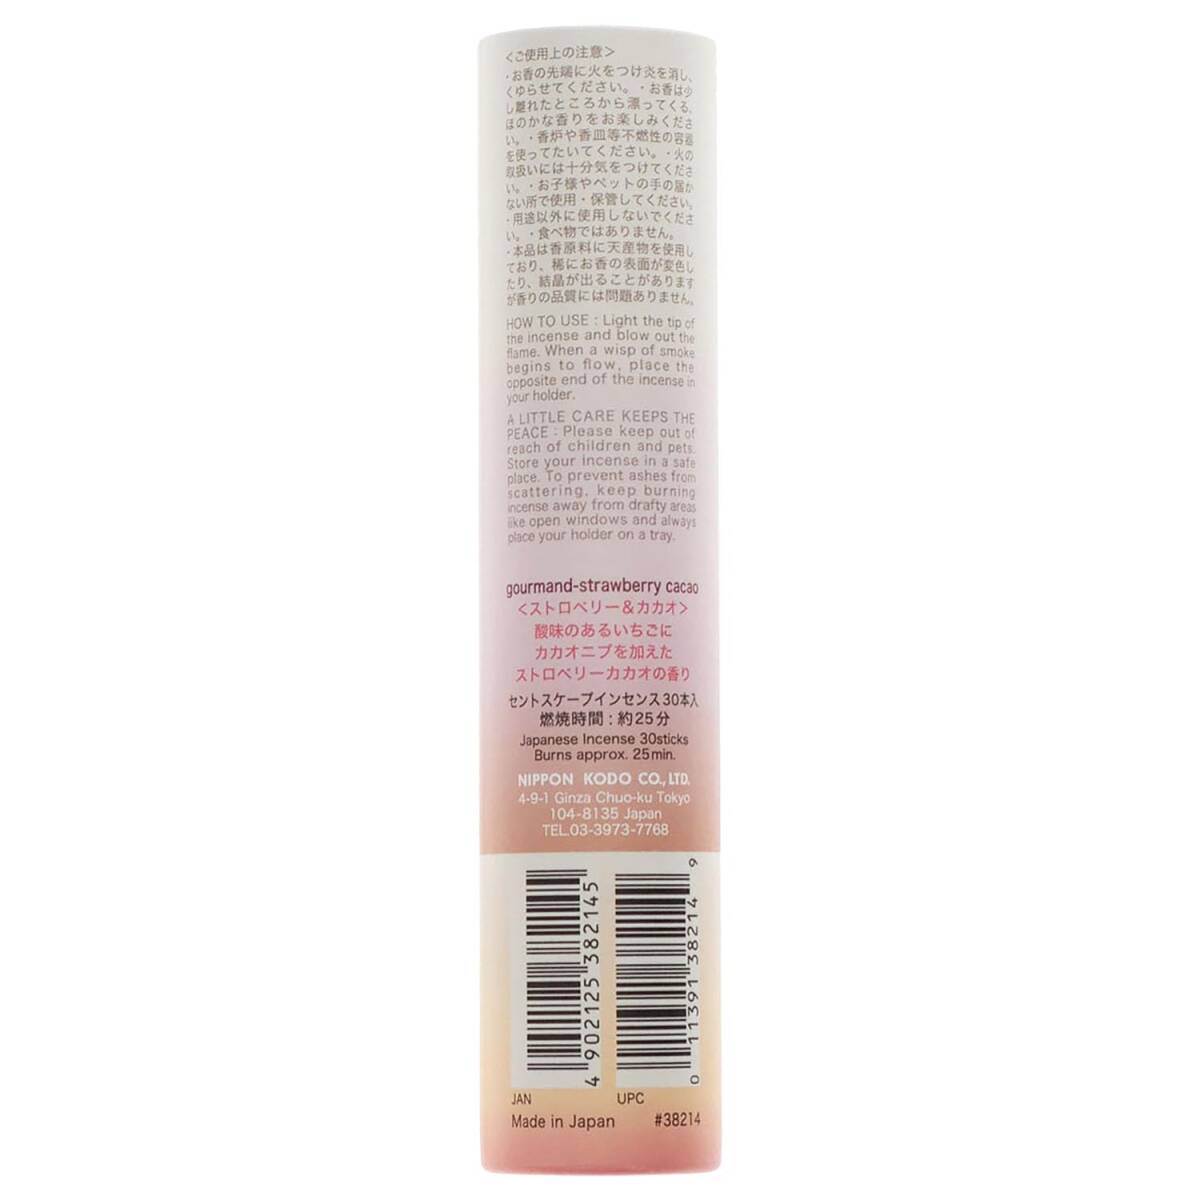 ＜ご使用上の注意＞
・お香の先端に火をつけ炎を消し、
くゆらせてください。・お香は少
し離れたところから漂ってくる、
ほのかな香りをお楽しみくださ
い。・香炉や香皿等不燃性の容器
を使ってたいてください。・火の
取扱いには十分気をつけてくださ
い。・お子様やペットの手の届か
ない所で使用・保管してください。
・用途以外に使用しないでくださ
い。・食べ物ではありません。
・本品は香原料に天産物を使用し
ており、稀にお香の表面が変色し
たり、結晶が出ることがあります
が香りの品質には問題ありません。
HOW TO USE : Light the tip of
the incense and blow out the
flame. When a wisp of smoke
begins to flow, place the
opposite end of the incense in
your holder.
A LITTLE CARE KEEPS THE
PEACE : Please keep out of
reach of children and pets.
Store your incense in a safe
place. To prevent ashes from
scattering, keep burning
incense away from drafty areas
like open windows and always
place your holder on a tray.
gourmand-strawberry cacao
＜ストロベリー＆カカオ＞
酸味のあるいちごに
カカオニブを加えた
ストロベリーカカオの香り
セントスケープインセンス30本入
燃焼時間：約25分
Japanese Incense 30sticks
Burns approx. 25min.
NIPPON KODO CO., LTD.
4-9-1 Ginza Chuo-ku Tokyo
104-8135 Japan
TEL.03-3973-7768
4 902125 382145
0 11391 38214 9
JAN
UPC
Made in Japan
#38214